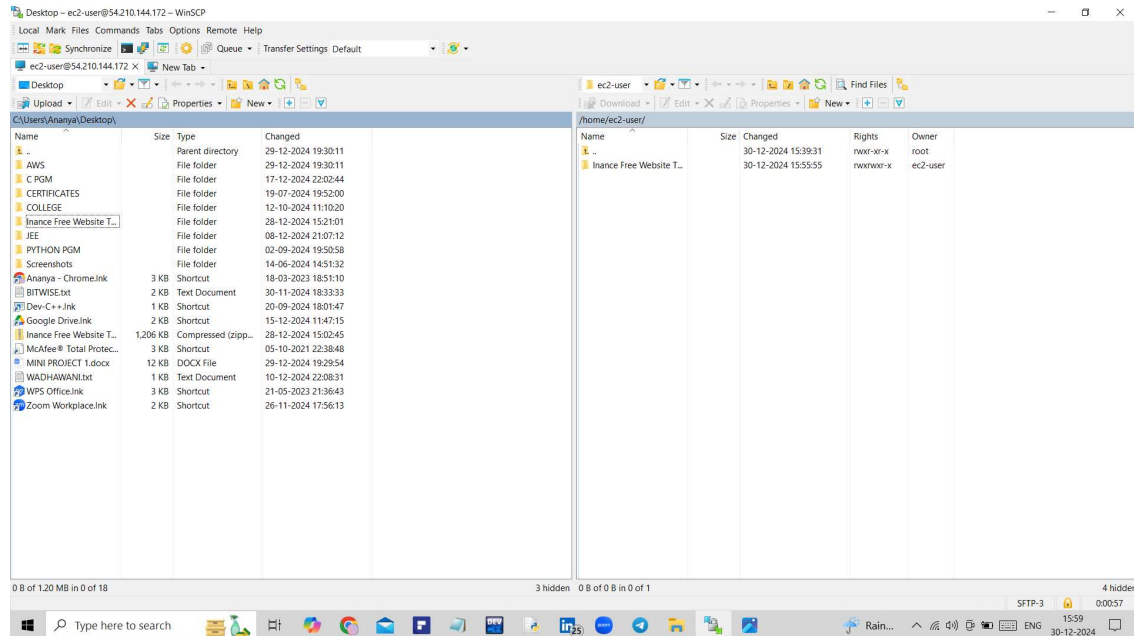 Desktop – ec2-user@54.210.144.172 – WinSCP
Local Mark Files Commands Tabs Options Remote Help
Synchronize Queue Transfer Settings Default
ec2-user@54.210.144.172 × New Tab
Desktop
ec2-user Find Files
Upload Edit Properties New
Download Edit Properties New
C:\Users\Ananya\Desktop\
/home/ec2-user/
Name Size Type Changed
Name Size Changed Rights Owner
.. Parent directory 29-12-2024 19:30:11
.. 30-12-2024 15:39:31 rwxr-xr-x root
AWS File folder 29-12-2024 19:30:11
Inance Free Website T... 30-12-2024 15:55:55 rwxrwxr-x ec2-user
C PGM File folder 17-12-2024 22:02:44
CERTIFICATES File folder 19-07-2024 19:52:00
COLLEGE File folder 12-10-2024 11:10:20
Inance Free Website T... File folder 28-12-2024 15:21:01
JEE File folder 08-12-2024 21:07:12
PYTHON PGM File folder 02-09-2024 19:50:58
Screenshots File folder 14-06-2024 14:51:32
Ananya - Chrome.lnk 3 KB Shortcut 18-03-2023 18:51:10
BITWISE.txt 2 KB Text Document 30-11-2024 18:33:33
Dev-C++.lnk 1 KB Shortcut 20-09-2024 18:01:47
Google Drive.lnk 2 KB Shortcut 15-12-2024 11:47:15
Inance Free Website T... 1,206 KB Compressed (zipp... 28-12-2024 15:02:45
McAfee® Total Protec... 3 KB Shortcut 05-10-2021 22:38:48
MINI PROJECT 1.docx 12 KB DOCX File 29-12-2024 19:29:54
WADHAWANI.txt 1 KB Text Document 10-12-2024 22:08:31
WPS Office.lnk 3 KB Shortcut 21-05-2023 21:36:43
Zoom Workplace.lnk 2 KB Shortcut 26-11-2024 17:56:13
0 B of 1.20 MB in 0 of 18 3 hidden
0 B of 0 B in 0 of 1 4 hidden
SFTP-3 0:00:57
Type here to search
DEV
in 25
zoom
Rain... ENG 15:59
30-12-2024